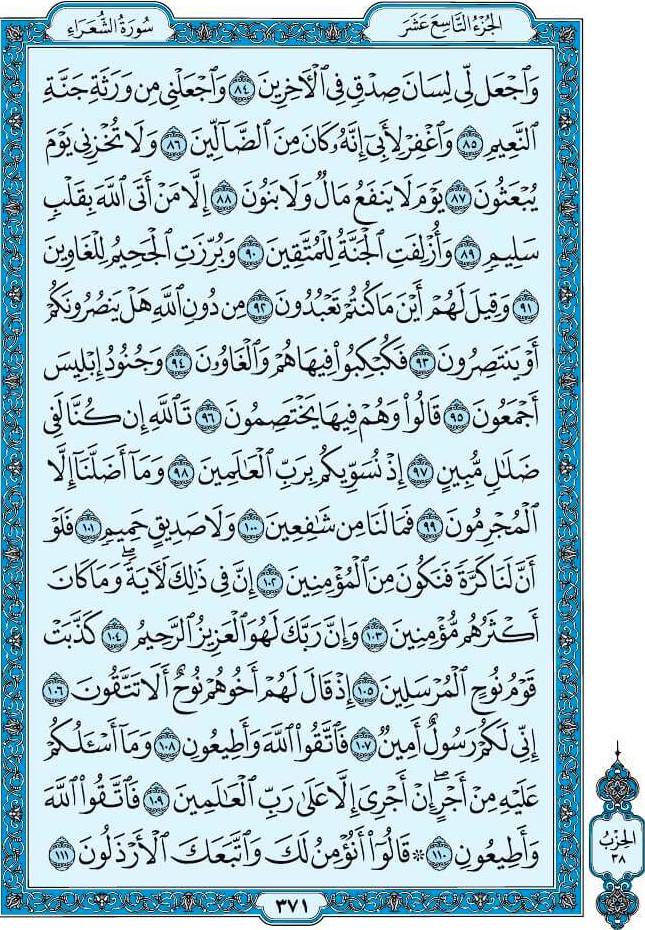 سُورَةُ الشُّعَرَاءِ
الجُزْءُ التَّاسِعَ عَشَرَ
وَٱجۡعَل لِّي لِسَانَ صِدۡقٖ فِي ٱلۡأٓخِرِينَ ٨٤ وَٱجۡعَلۡنِي مِن وَرَثَةِ جَنَّةِ
ٱلنَّعِيمِ ٨٥ وَٱغۡفِرۡ لِأَبِيٓ إِنَّهُۥ كَانَ مِنَ ٱلضَّآلِّينَ ٨٦ وَلَا تُخۡزِنِي يَوۡمَ
يُبۡعَثُونَ ٨٧ يَوۡمَ لَا يَنفَعُ مَالٞ وَلَا بَنُونَ ٨٨ إِلَّا مَنۡ أَتَى ٱللَّهَ بِقَلۡبٖ
سَلِيمٖ ٨٩ وَأُزۡلِفَتِ ٱلۡجَنَّةُ لِلۡمُتَّقِينَ ٩٠ وَبُرِّزَتِ ٱلۡجَحِيمُ لِلۡغَاوِينَ
٩١ وَقِيلَ لَهُمۡ أَيۡنَ مَا كُنتُمۡ تَعۡبُدُونَ ٩٢ مِن دُونِ ٱللَّهِ هَلۡ يَنصُرُونَكُمۡ
أَوۡ يَنتَصِرُونَ ٩٣ فَكُبۡكِبُواْ فِيهَا هُمۡ وَٱلۡغَاوُۥنَ ٩٤ وَجُنُودُ إِبۡلِيسَ
أَجۡمَعُونَ ٩٥ قَالُواْ وَهُمۡ فِيهَا يَخۡتَصِمُونَ ٩٦ تَٱللَّهِ إِن كُنَّا لَفِي
ضَلَٰلٖ مُّبِينٍ ٩٧ إِذۡ نُسَوِّيكُم بِرَبِّ ٱلۡعَٰلَمِينَ ٩٨ وَمَآ أَضَلَّنَآ إِلَّا
ٱلۡمُجۡرِمُونَ ٩٩ فَمَا لَنَا مِن شَٰفِعِينَ ١٠٠ وَلَا صَدِيقٍ حَمِيمٖ ١٠١ فَلَوۡ
أَنَّ لَنَا كَرَّةٗ فَنَكُونَ مِنَ ٱلۡمُؤۡمِنِينَ ١٠٢ إِنَّ فِي ذَٰلِكَ لَأٓيَةٗۖ وَمَا كَانَ
أَكۡثَرُهُم مُّؤۡمِنِينَ ١٠٣ وَإِنَّ رَبَّكَ لَهُوَ ٱلۡعَزِيزُ ٱلرَّحِيمُ ١٠٤ كَذَّبَتۡ
قَوۡمُ نُوحٍ ٱلۡمُرۡسَلِينَ ١٠٥ إِذۡ قَالَ لَهُمۡ أَخُوهُمۡ نُوحٌ أَلَا تَتَّقُونَ ١٠٦
إِنِّي لَكُمۡ رَسُولٌ أَمِينٞ ١٠٧ فَٱتَّقُواْ ٱللَّهَ وَأَطِيعُونِ ١٠٨ وَمَآ أَسۡـَٔلُكُمۡ
عَلَيۡهِ مِنۡ أَجۡرٍۖ إِنۡ أَجۡرِيَ إِلَّا عَلَىٰ رَبِّ ٱلۡعَٰلَمِينَ ١٠٩ فَٱتَّقُواْ ٱللَّهَ
وَأَطِيعُونِ ١١٠ ۞ قَالُوٓاْ أَنُؤۡمِنُ لَكَ وَٱتَّبَعَكَ ٱلۡأَرۡذَلُونَ ١١١
الحِزْبُ
٣٨
٣٧١